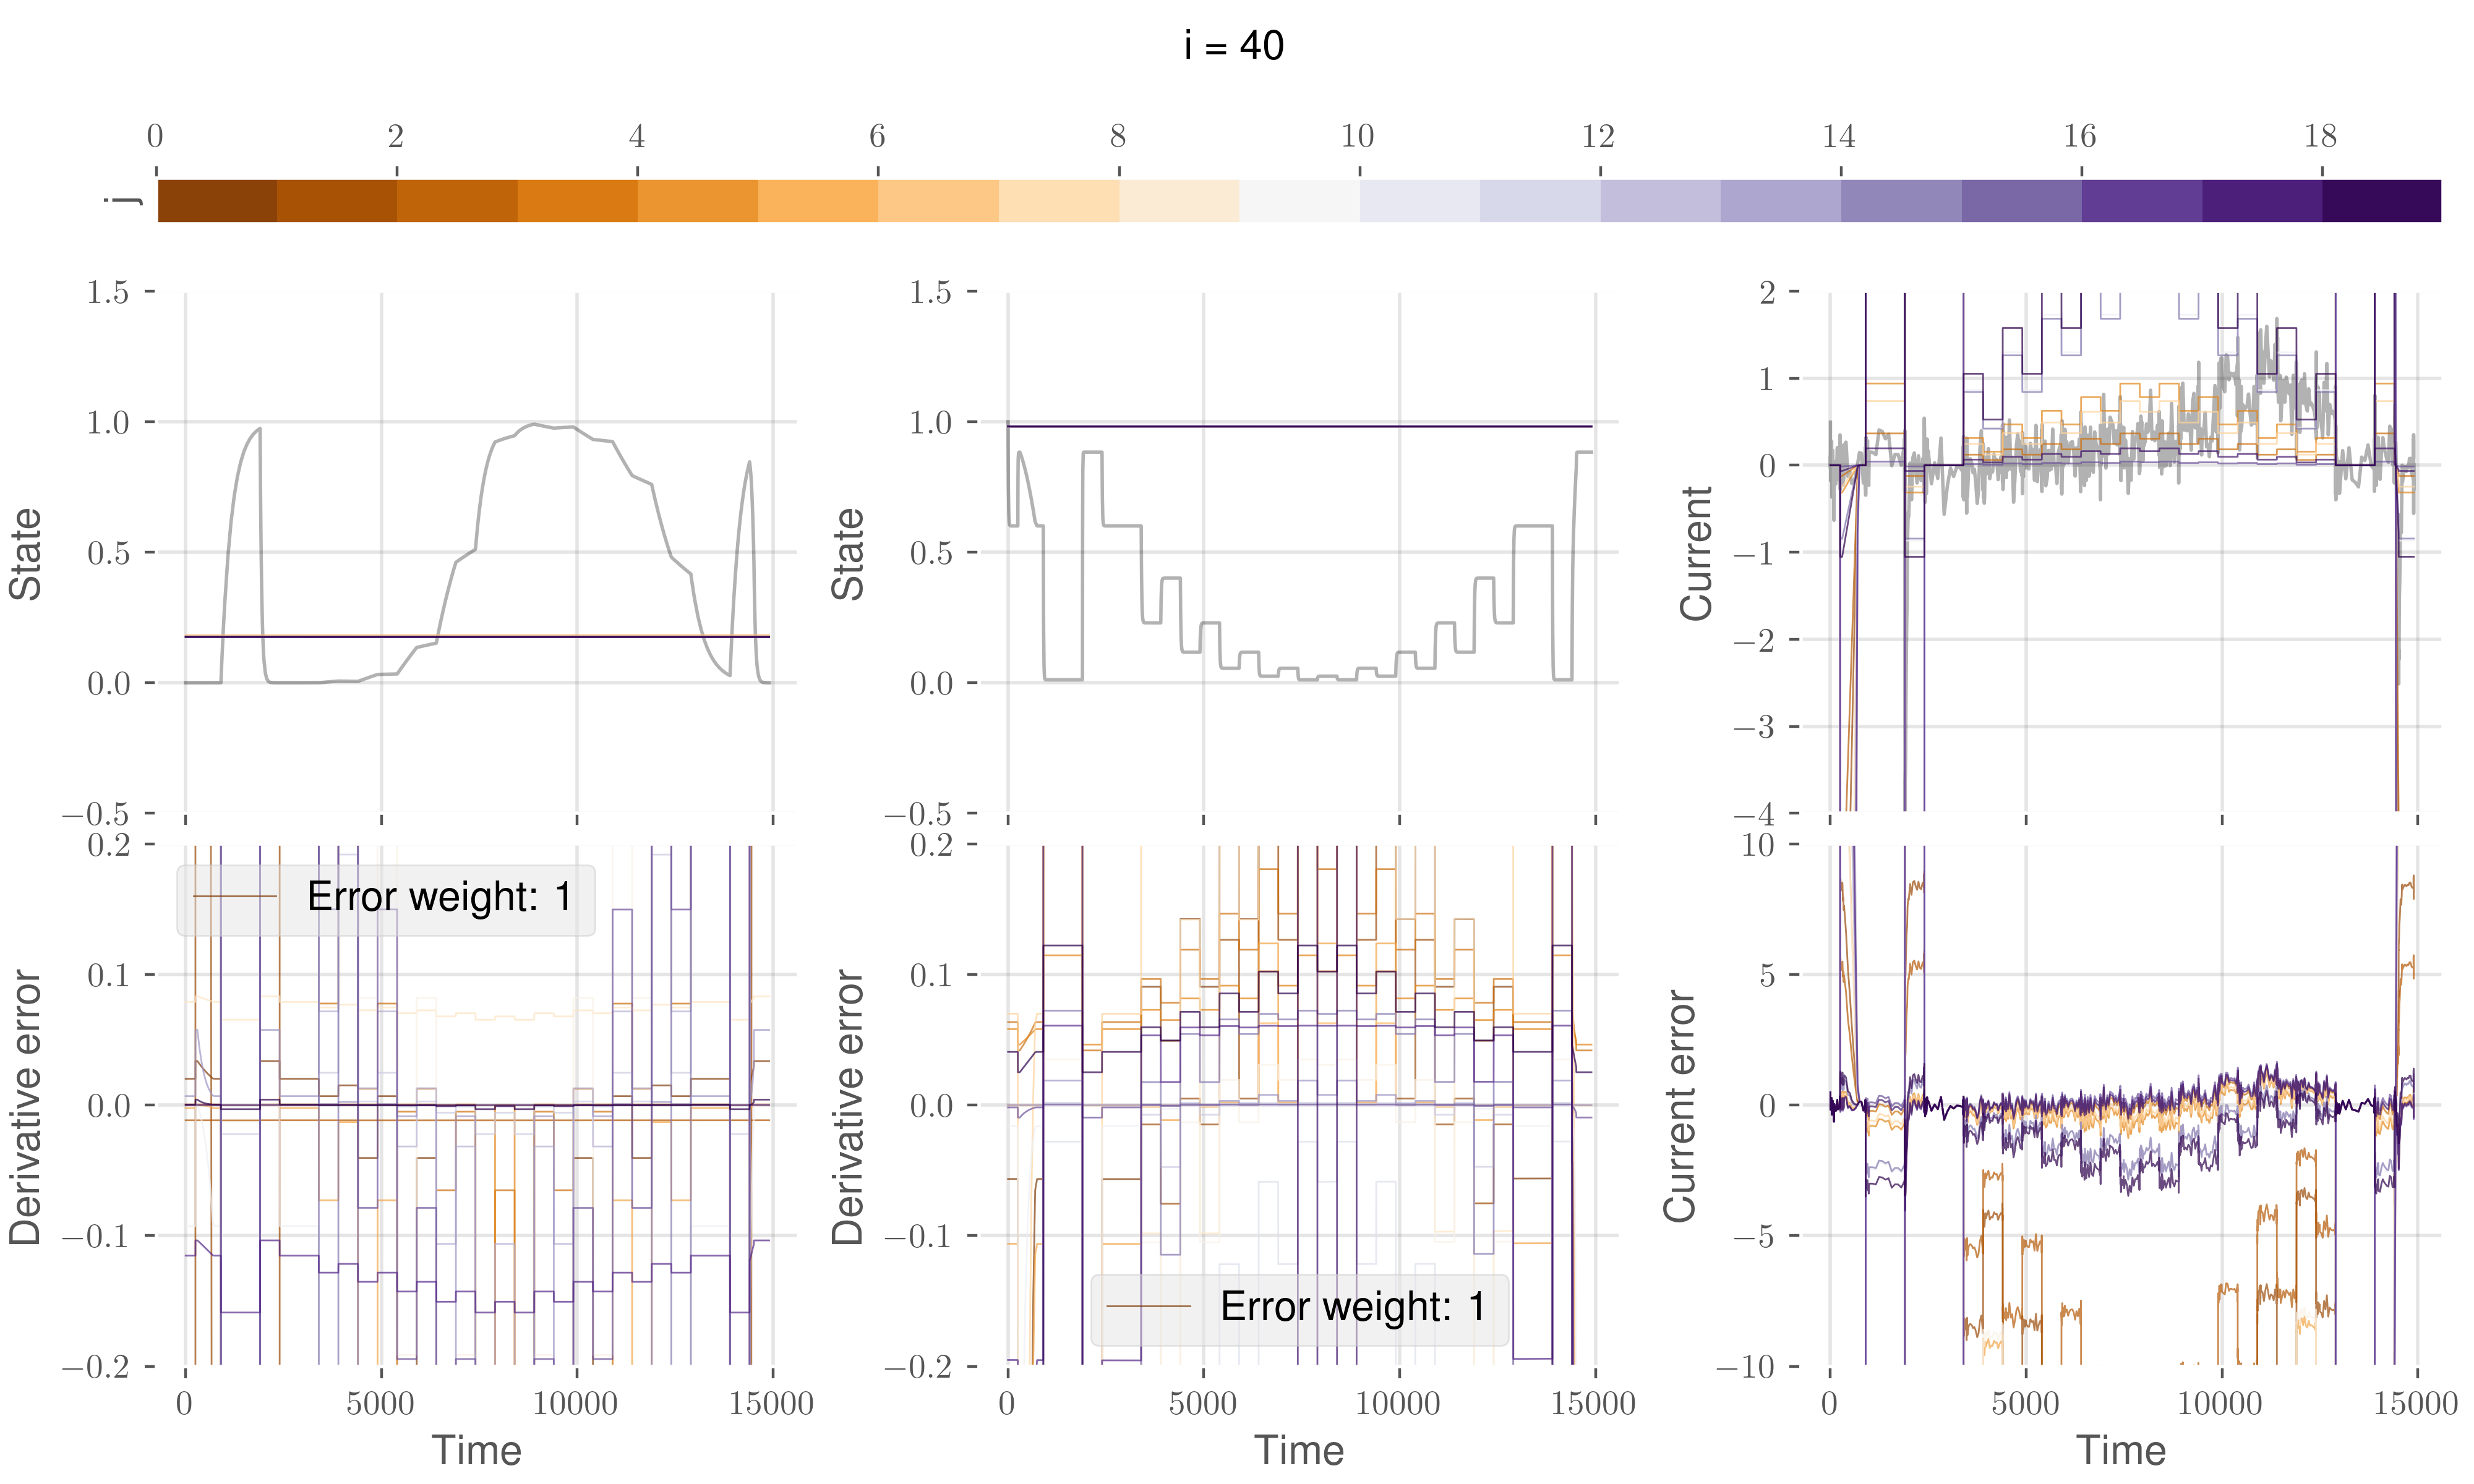 i = 40
0 2 4 6 8 10 12 14 16 18
j
1.5 1.0 0.5 0.0 −0.5
State
1.5 1.0 0.5 0.0 −0.5
State
2 1 0 −1 −2 −3 −4
Current
0.2 0.1 0.0 −0.1 −0.2
Derivative error
Error weight: 1
0 5000 10000 15000
Time
0.2 0.1 0.0 −0.1 −0.2
Derivative error
Error weight: 1
0 5000 10000 15000
Time
10 5 0 −5 −10
Current error
0 5000 10000 15000
Time